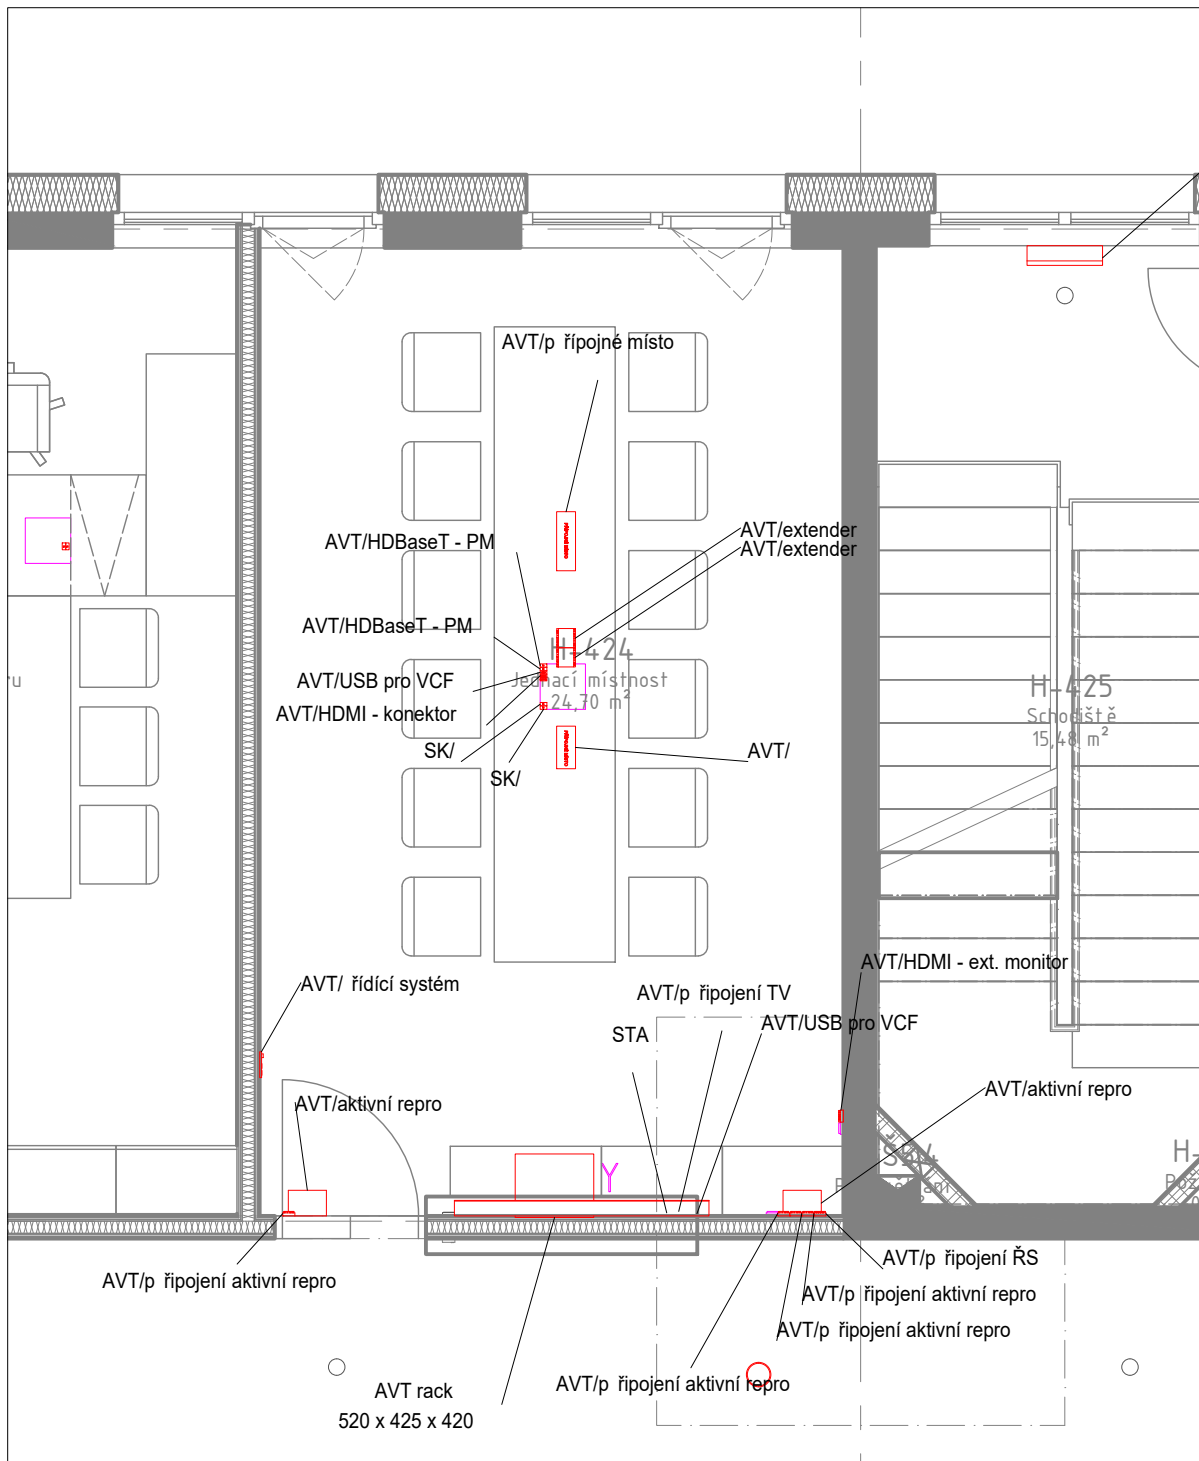 AVT/p řípojné místo
AVT/extender
AVT/HDBaseT - PM
AVT/extender
AVT/HDBaseT - PM
H-424
AVT/USB pro VCF
Jednací místnost
24,70 m²
AVT/HDMI - konektor
SK/
AVT/
SK/
ru
H-425
Schodiště
15,48 m²
AVT/HDMI - ext. monitor
AVT/ řídící systém
AVT/p řipojení TV
AVT/USB pro VCF
STA
AVT/aktivní repro
AVT/aktivní repro
Y
H-
AVT/p řipojení ŘS
AVT/p řipojení aktivní repro
AVT/p řipojení aktivní repro
AVT/p řipojení aktivní repro
AVT/p řipojení aktivní repro
AVT rack
520 x 425 x 420